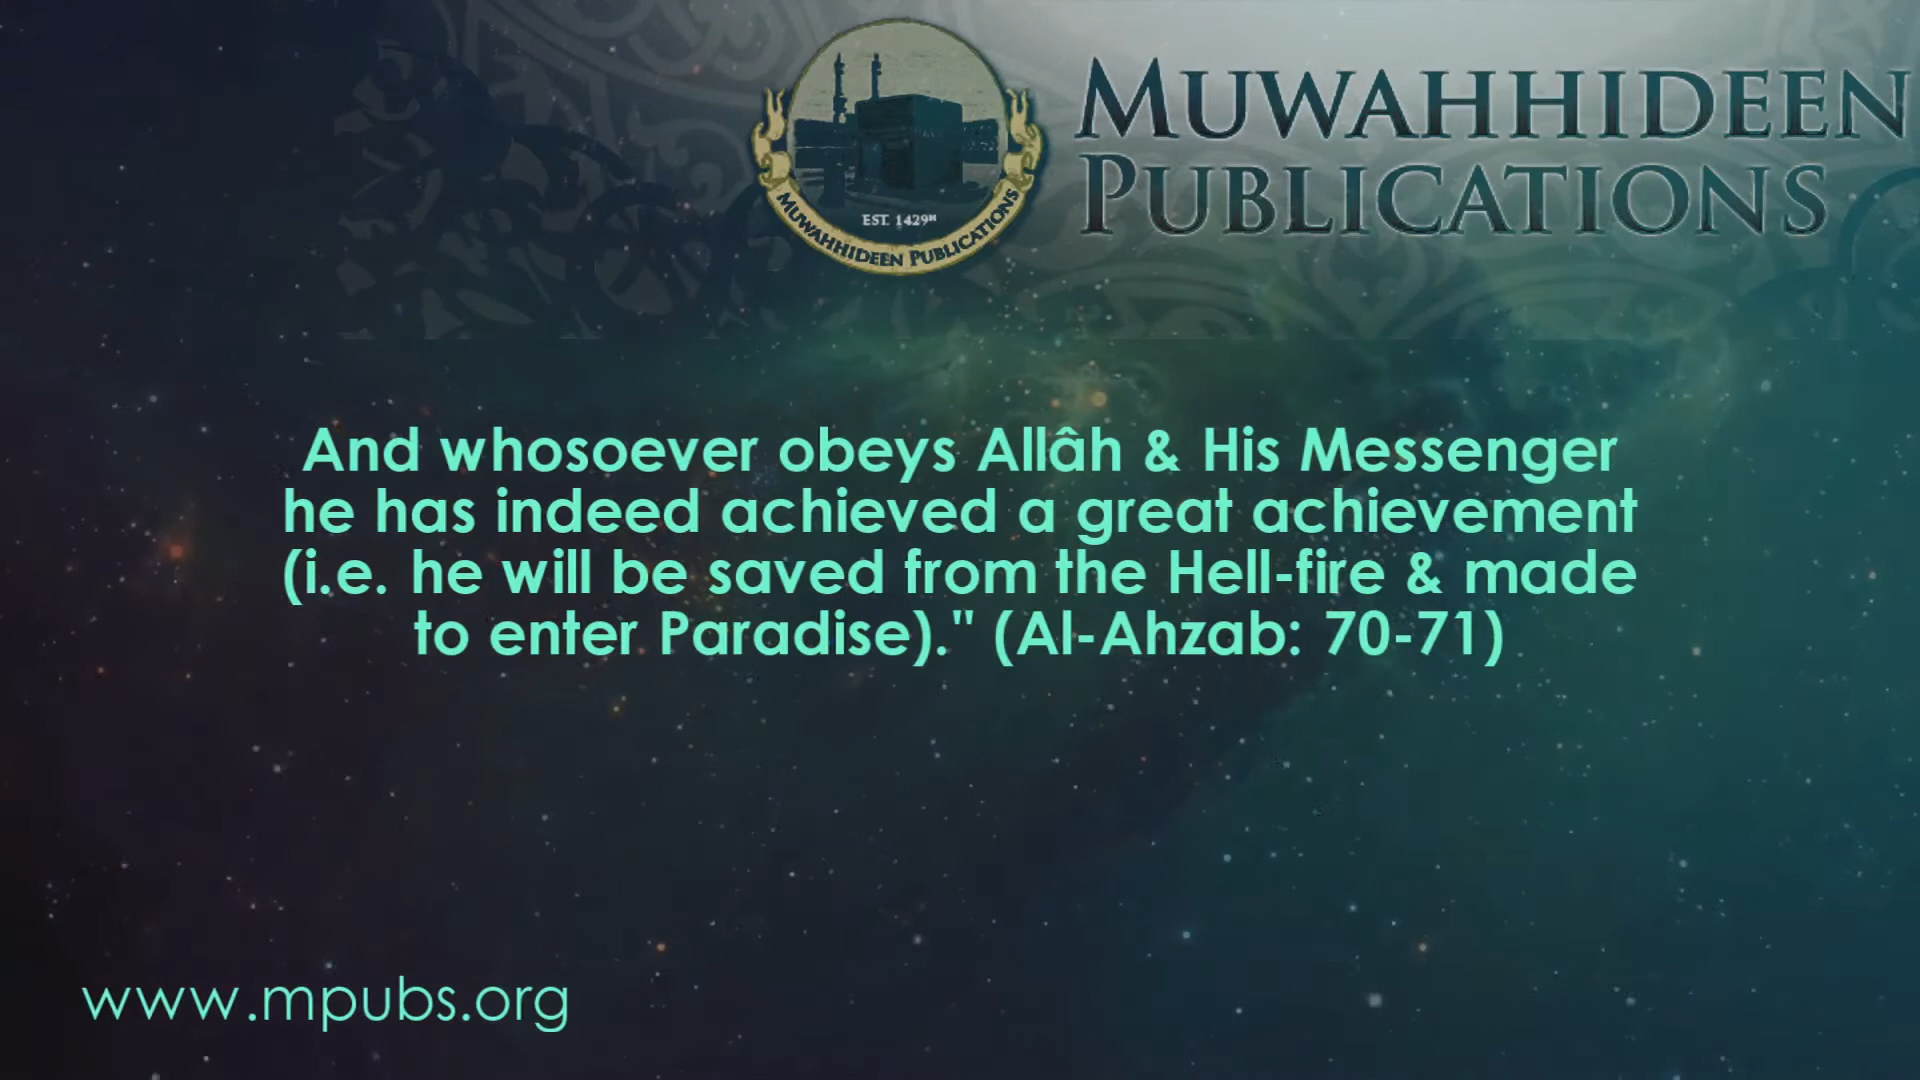 MUWAHHIDEEN
PUBLICATIONS
EST. 1429H
MUWAHHIDEEN PUBLICATIONS
And whosoever obeys Allâh & His Messenger
he has indeed achieved a great achievement
(i.e. he will be saved from the Hell-fire & made
to enter Paradise)." (Al-Ahzab: 70-71)
www.mpubs.org